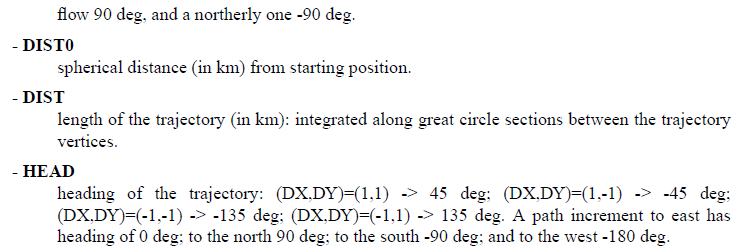 flow 90 deg, and a northerly one -90 deg.
- DIST0
spherical distance (in km) from starting position.
- DIST
length of the trajectory (in km): integrated along great circle sections between the trajectory
vertices.
- HEAD
heading of the trajectory: (DX,DY)=(1,1) -> 45 deg; (DX,DY)=(1,-1) -> -45 deg;
(DX,DY)=(-1,-1) -> -135 deg; (DX,DY)=(-1,1) -> 135 deg. A path increment to east has
heading of 0 deg; to the north 90 deg; to the south -90 deg; and to the west -180 deg.